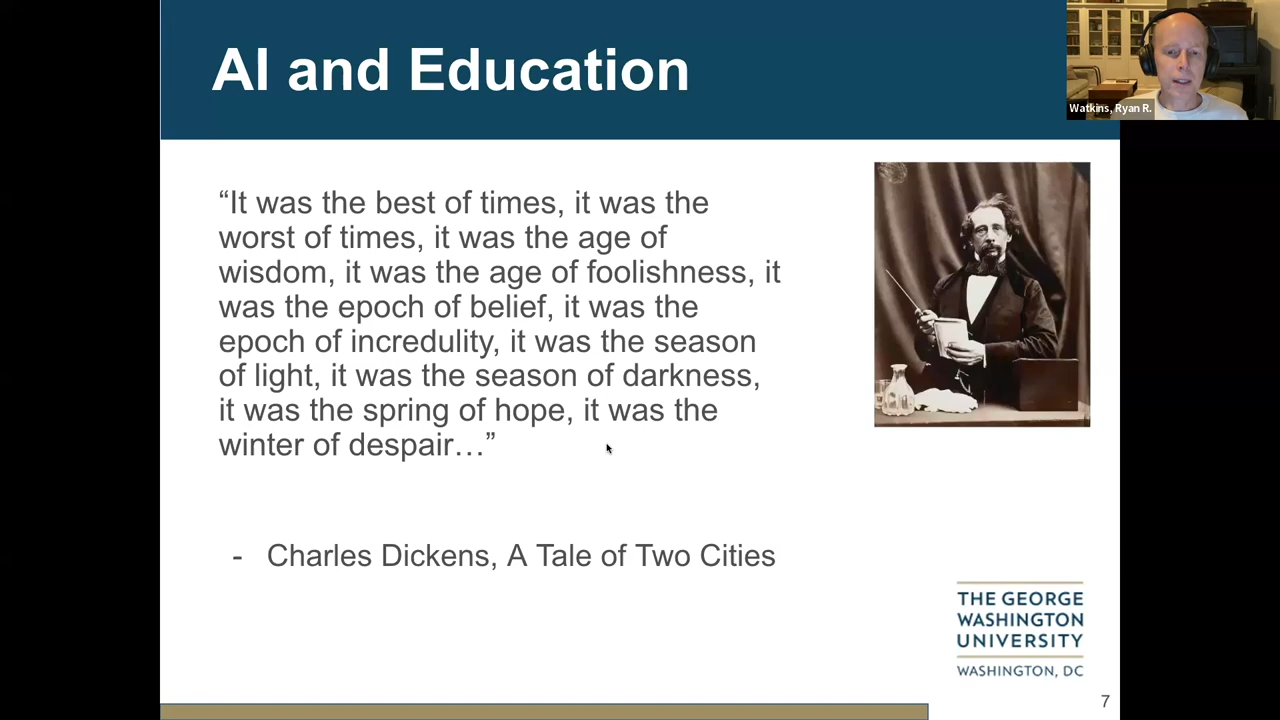 AI and Education
Watkins, Ryan R.
“It was the best of times, it was the
worst of times, it was the age of
wisdom, it was the age of foolishness, it
was the epoch of belief, it was the
epoch of incredulity, it was the season
of light, it was the season of darkness,
it was the spring of hope, it was the
winter of despair…”
- Charles Dickens, A Tale of Two Cities
THE GEORGE
WASHINGTON
UNIVERSITY
WASHINGTON, DC
7